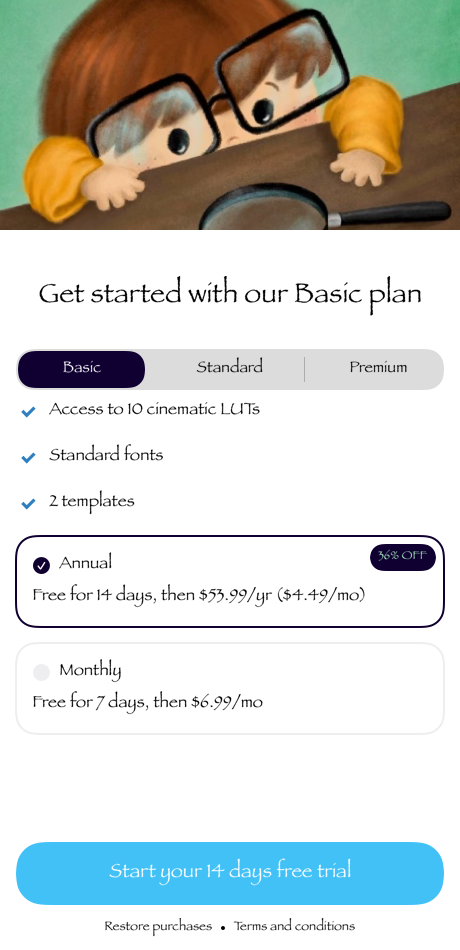 Get started with our Basic plan
Basic
Standard
Premium
Access to 10 cinematic LUTs
Standard fonts
2 templates
Annual
36% OFF
Free for 14 days, then $53.99/yr ($4.49/mo)
Monthly
Free for 7 days, then $6.99/mo
Start your 14 days free trial
Restore purchases • Terms and conditions